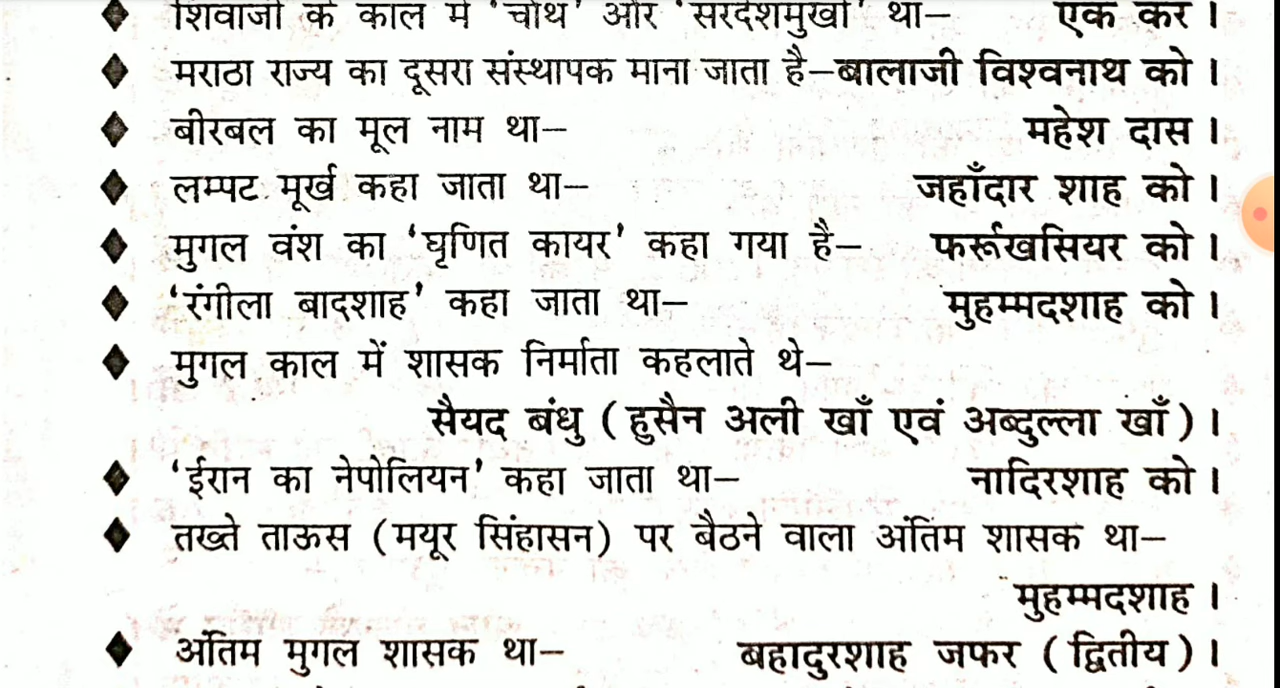 ♦ शिवाजी के काल में 'चौथ' और 'सरदेशमुखी' था– एक कर ।
♦ मराठा राज्य का दूसरा संस्थापक माना जाता है–बालाजी विश्वनाथ को ।
♦ बीरबल का मूल नाम था– महेश दास ।
♦ लम्पट मूर्ख कहा जाता था– जहाँदार शाह को ।
♦ मुगल वंश का 'घृणित कायर' कहा गया है– फर्रूखसियर को ।
♦ 'रंगीला बादशाह' कहा जाता था– मुहम्मदशाह को ।
♦ मुगल काल में शासक निर्माता कहलाते थे–
सैयद बंधु (हुसैन अली खाँ एवं अब्दुल्ला खाँ) ।
♦ 'ईरान का नेपोलियन' कहा जाता था– नादिरशाह को ।
♦ तख्ते ताऊस (मयूर सिंहासन) पर बैठने वाला अंतिम शासक था–
मुहम्मदशाह ।
♦ अंतिम मुगल शासक था– बहादुरशाह जफर (द्वितीय) ।